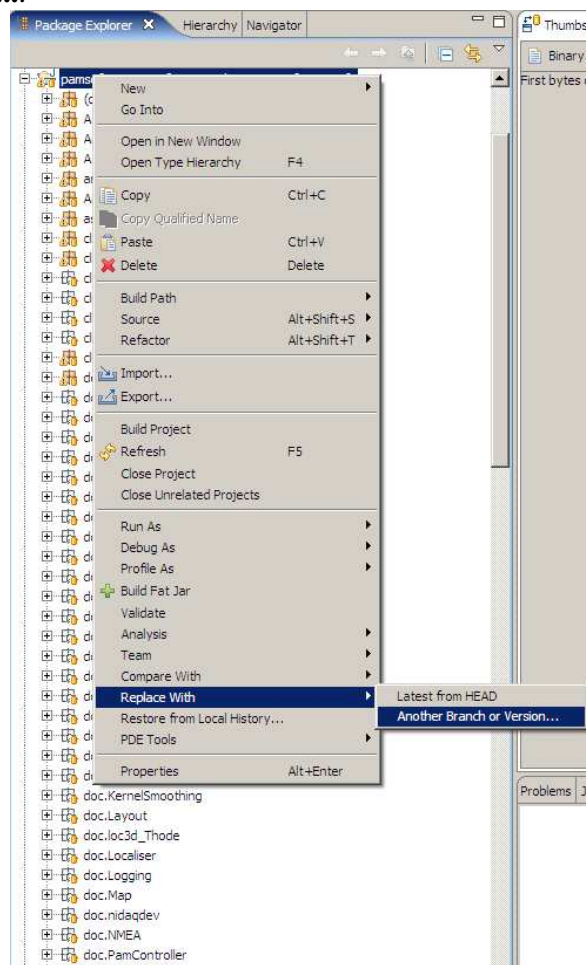 Package Explorer Hierarchy Navigator
Thumbs
Binary
First bytes
New
Go Into
Open in New Window
Open Type Hierarchy F4
Copy Ctrl+C
Copy Qualified Name
Paste Ctrl+V
Delete Delete
Build Path
Source Alt+Shift+S
Refactor Alt+Shift+T
Import...
Export...
Build Project
Refresh F5
Close Project
Close Unrelated Projects
Run As
Debug As
Profile As
Build Fat Jar
Validate
Analysis
Team
Compare With
Replace With
Latest from HEAD
Another Branch or Version...
Restore from Local History...
PDE Tools
Properties Alt+Enter
Problems
doc.KernelSmoothing
doc.Layout
doc.loc3d_Thode
doc.Localiser
doc.Logging
doc.Map
doc.nidaqdev
doc.NMEA
doc.PamController